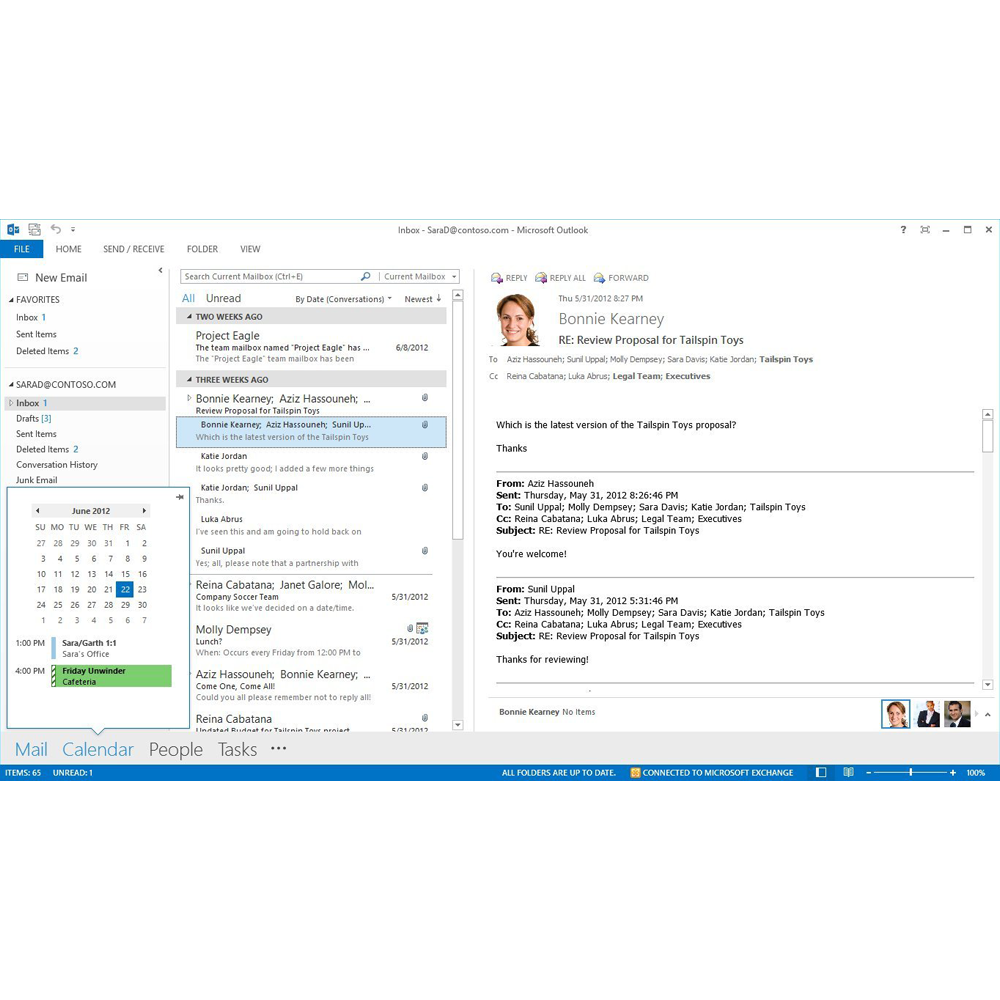 Inbox - SaraD@contoso.com - Microsoft Outlook
?
FILE HOME SEND / RECEIVE FOLDER VIEW
New Email
FAVORITES
Inbox 1
Sent Items
Deleted Items 2
SARAD@CONTOSO.COM
Inbox 1
Drafts [3]
Sent Items
Deleted Items 2
Conversation History
Junk Email
June 2012
SU MO TU WE TH FR SA
27 28 29 30 31 1 2
3 4 5 6 7 8 9
10 11 12 13 14 15 16
17 18 19 20 21 22 23
24 25 26 27 28 29 30
1 2 3 4 5 6 7
1:00 PM Sara/Garth 1:1
Sara's Office
4:00 PM Friday Unwinder
Cafeteria
Search Current Mailbox (Ctrl+E) Current Mailbox
All Unread By Date (Conversations) Newest
TWO WEEKS AGO
Project Eagle
The team mailbox named "Project Eagle" has ... 6/8/2012
The "Project Eagle" team mailbox has been
THREE WEEKS AGO
Bonnie Kearney; Aziz Hassouneh; ...
Review Proposal for Tailspin Toys
Bonnie Kearney; Aziz Hassouneh; Sunil Up...
Which is the latest version of the Tailspin Toys
Katie Jordan
It looks pretty good; I added a few more things
Katie Jordan; Sunil Uppal
Thanks.
Luka Abrus
I've seen this and am going to hold back on
Sunil Uppal
Yes; all, please note that a partnership with
Reina Cabatana; Janet Galore; Mol...
Company Soccer Team 5/31/2012
It looks like we've decided on a date/time.
Molly Dempsey
Lunch? 5/31/2012
When: Occurs every Friday from 12:00 PM to
Aziz Hassouneh; Bonnie Kearney; ...
Come One, Come All! 5/31/2012
Could you all please remember not to reply all!
Reina Cabatana
Updated Budget for Tailspin Toys project 5/31/2012
REPLY REPLY ALL FORWARD
Thu 5/31/2012 8:27 PM
Bonnie Kearney
RE: Review Proposal for Tailspin Toys
To Aziz Hassouneh; Sunil Uppal; Molly Dempsey; Sara Davis; Katie Jordan; Tailspin Toys
Cc Reina Cabatana; Luka Abrus; Legal Team; Executives
Which is the latest version of the Tailspin Toys proposal?
Thanks
From: Aziz Hassouneh
Sent: Thursday, May 31, 2012 8:26:46 PM
To: Sunil Uppal; Molly Dempsey; Sara Davis; Katie Jordan; Tailspin Toys
Cc: Reina Cabatana; Luka Abrus; Legal Team; Executives
Subject: RE: Review Proposal for Tailspin Toys
You're welcome!
From: Sunil Uppal
Sent: Thursday, May 31, 2012 5:31:46 PM
To: Aziz Hassouneh; Molly Dempsey; Sara Davis; Katie Jordan; Tailspin Toys
Cc: Reina Cabatana; Luka Abrus; Legal Team; Executives
Subject: RE: Review Proposal for Tailspin Toys
Thanks for reviewing!
Bonnie Kearney No Items
Mail Calendar People Tasks ...
ITEMS: 65 UNREAD: 1 ALL FOLDERS ARE UP TO DATE. CONNECTED TO MICROSOFT EXCHANGE - + 100%